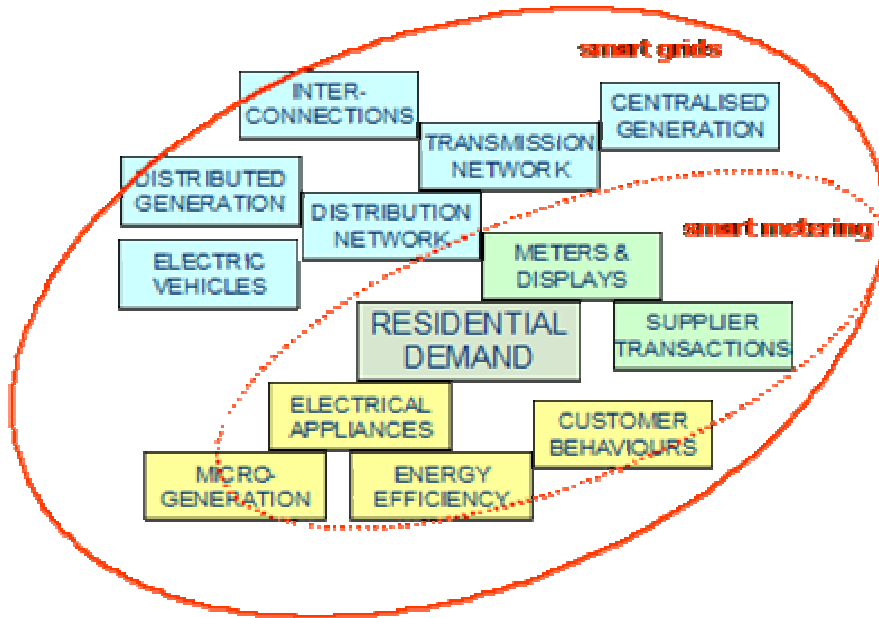 smart grids
INTER-
CONNECTIONS
CENTRALISED
GENERATION
TRANSMISSION
NETWORK
DISTRIBUTED
GENERATION
DISTRIBUTION
NETWORK
smart metering
ELECTRIC
VEHICLES
METERS &
DISPLAYS
RESIDENTIAL
DEMAND
SUPPLIER
TRANSACTIONS
ELECTRICAL
APPLIANCES
CUSTOMER
BEHAVIOURS
MICRO-
GENERATION
ENERGY
EFFICIENCY